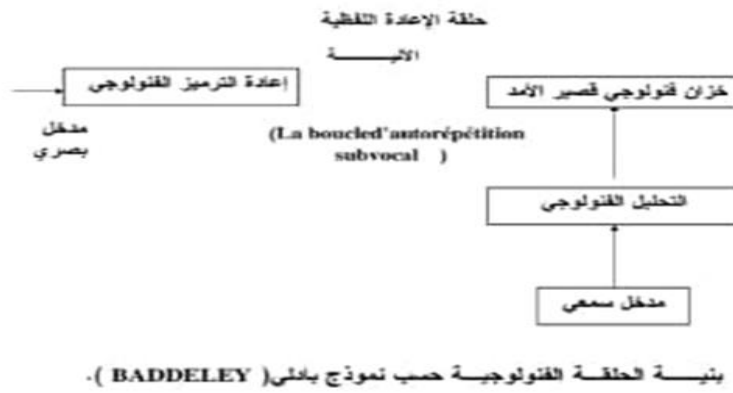 حلقة الإعادة اللفظية
الآليـــــــة
إعادة الترميز الفنولوجي
خزان فنولوجي قصير الأمد
مدخل
بصري
(La boucled'autorépétition
subvocal )
التحليل الفنولوجي
مدخل سمعي
بنيـــة الحلقـــة الفنولوجيـــة حسب نموذج بادلي( BADDELEY ).